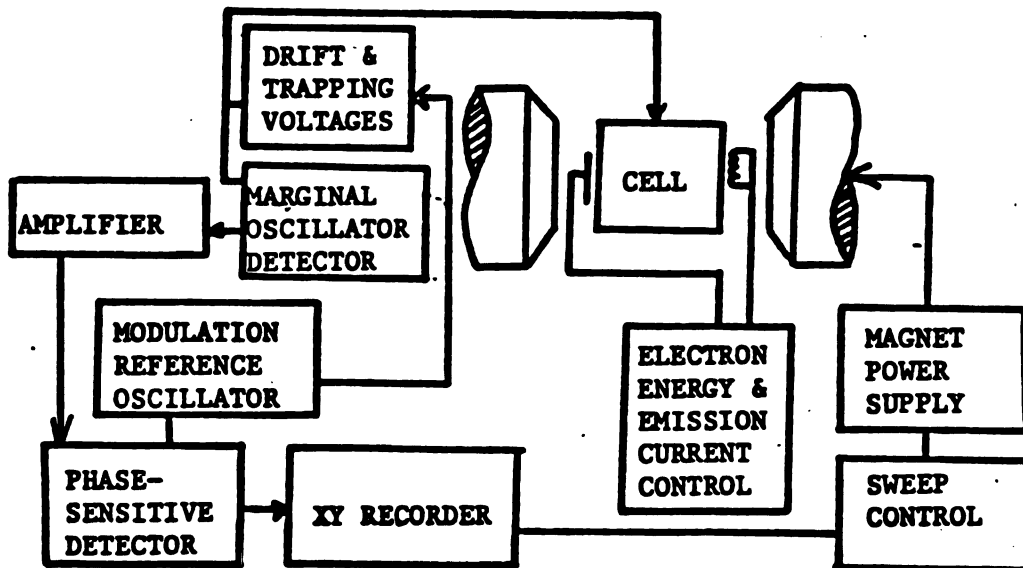 DRIFT &
TRAPPING
VOLTAGES
CELL
AMPLIFIER
MARGINAL
OSCILLATOR
DETECTOR
MODULATION
REFERENCE
OSCILLATOR
ELECTRON
ENERGY &
EMISSION
CURRENT
CONTROL
MAGNET
POWER
SUPPLY
PHASE-
SENSITIVE
DETECTOR
XY RECORDER
SWEEP
CONTROL